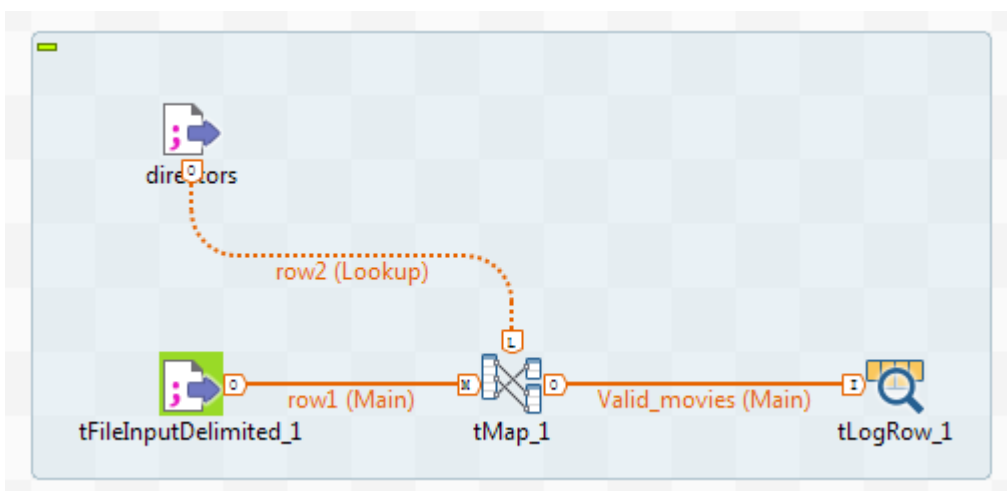 ;
directors
O
row2 (Lookup)
L
;
O
row1 (Main)
M
O
Valid_movies (Main)
I
tFileInputDelimited_1
tMap_1
tLogRow_1